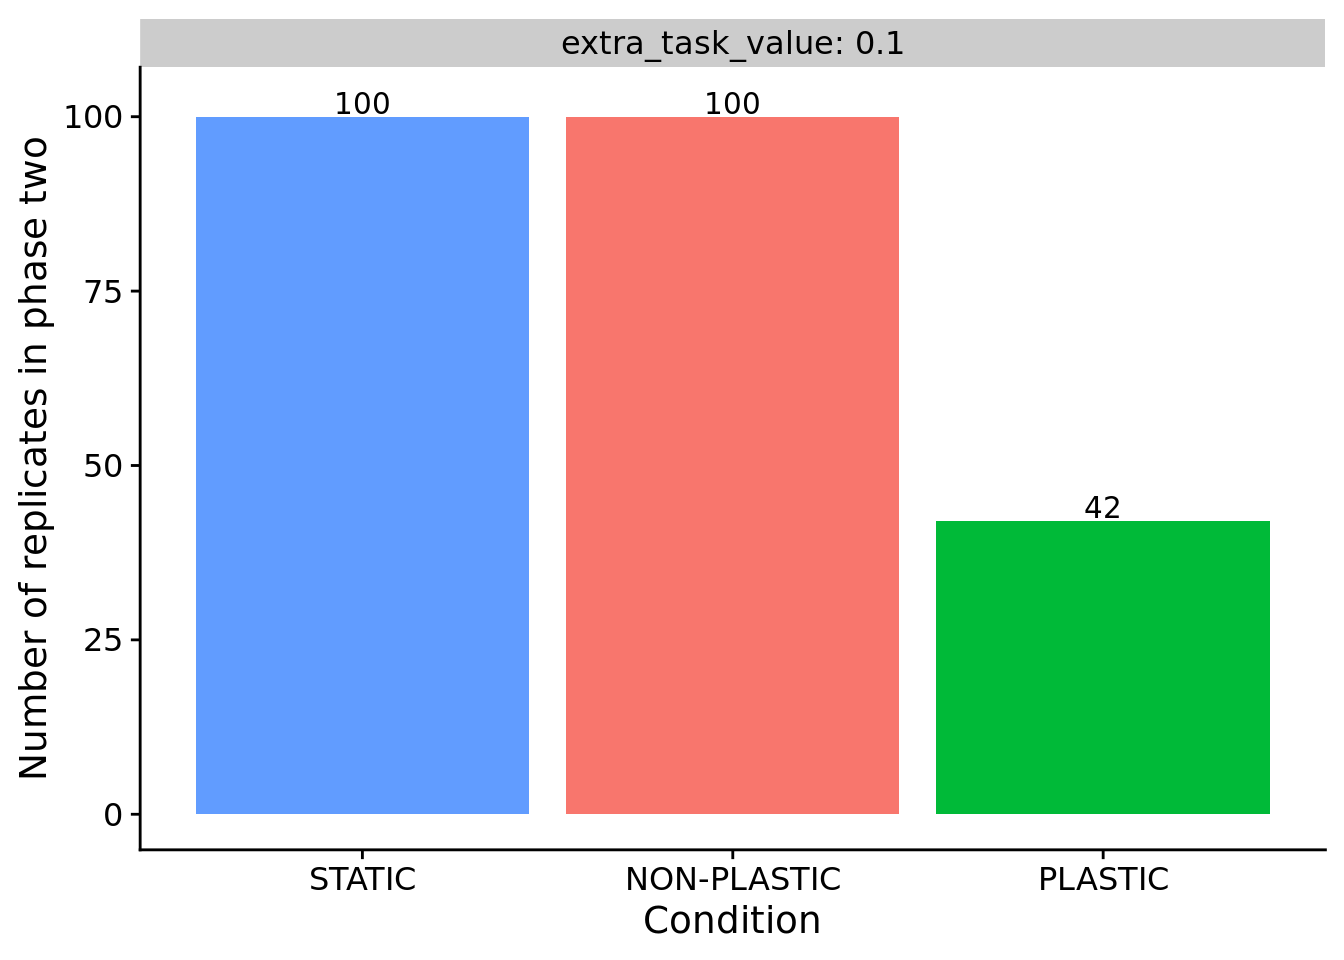 extra_task_value: 0.1
Number of replicates in phase two
100
75
50
25
0
100
100
42
STATIC
NON-PLASTIC
PLASTIC
Condition